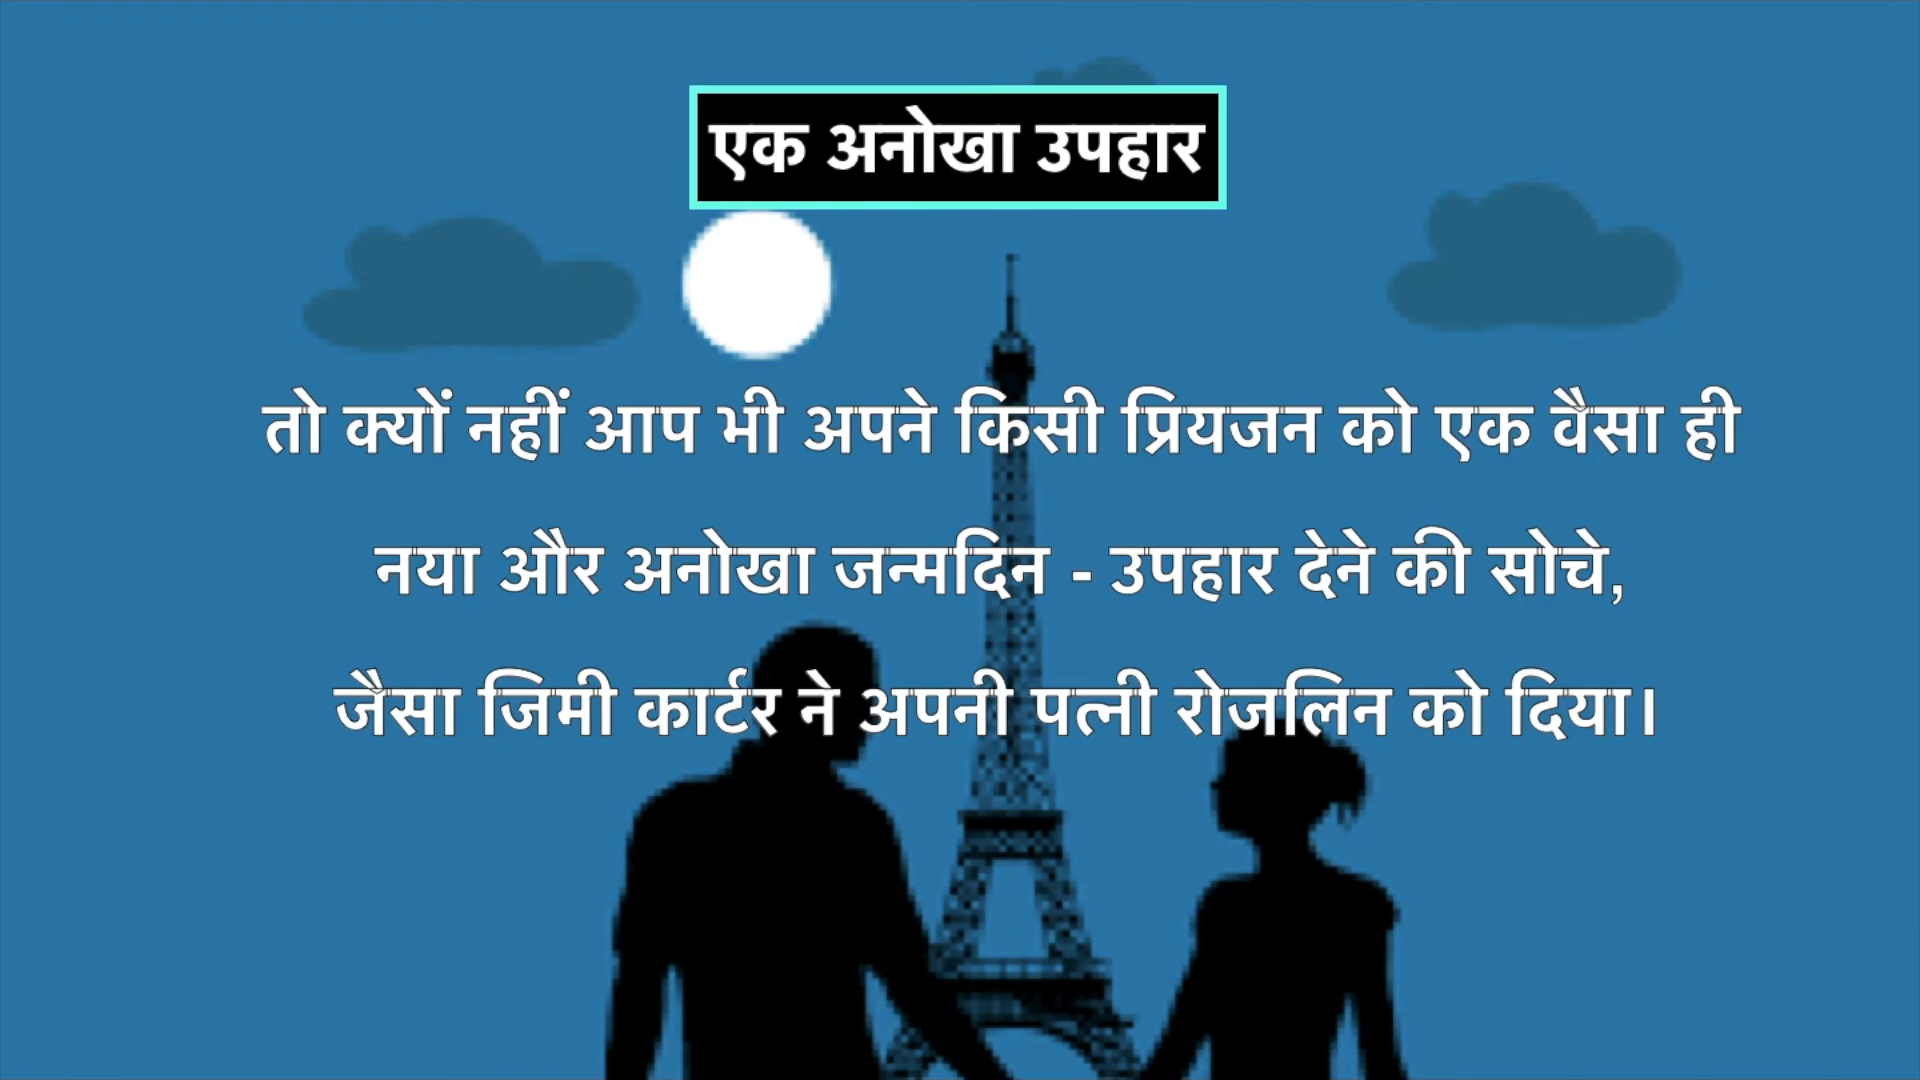 एक अनोखा उपहार
तो क्यों नहीं आप भी अपने किसी प्रियजन को एक वैसा ही
नया और अनोखा जन्मदिन - उपहार देने की सोचे,
जैसा जिमी कार्टर ने अपनी पत्नी रोजलिन को दिया।